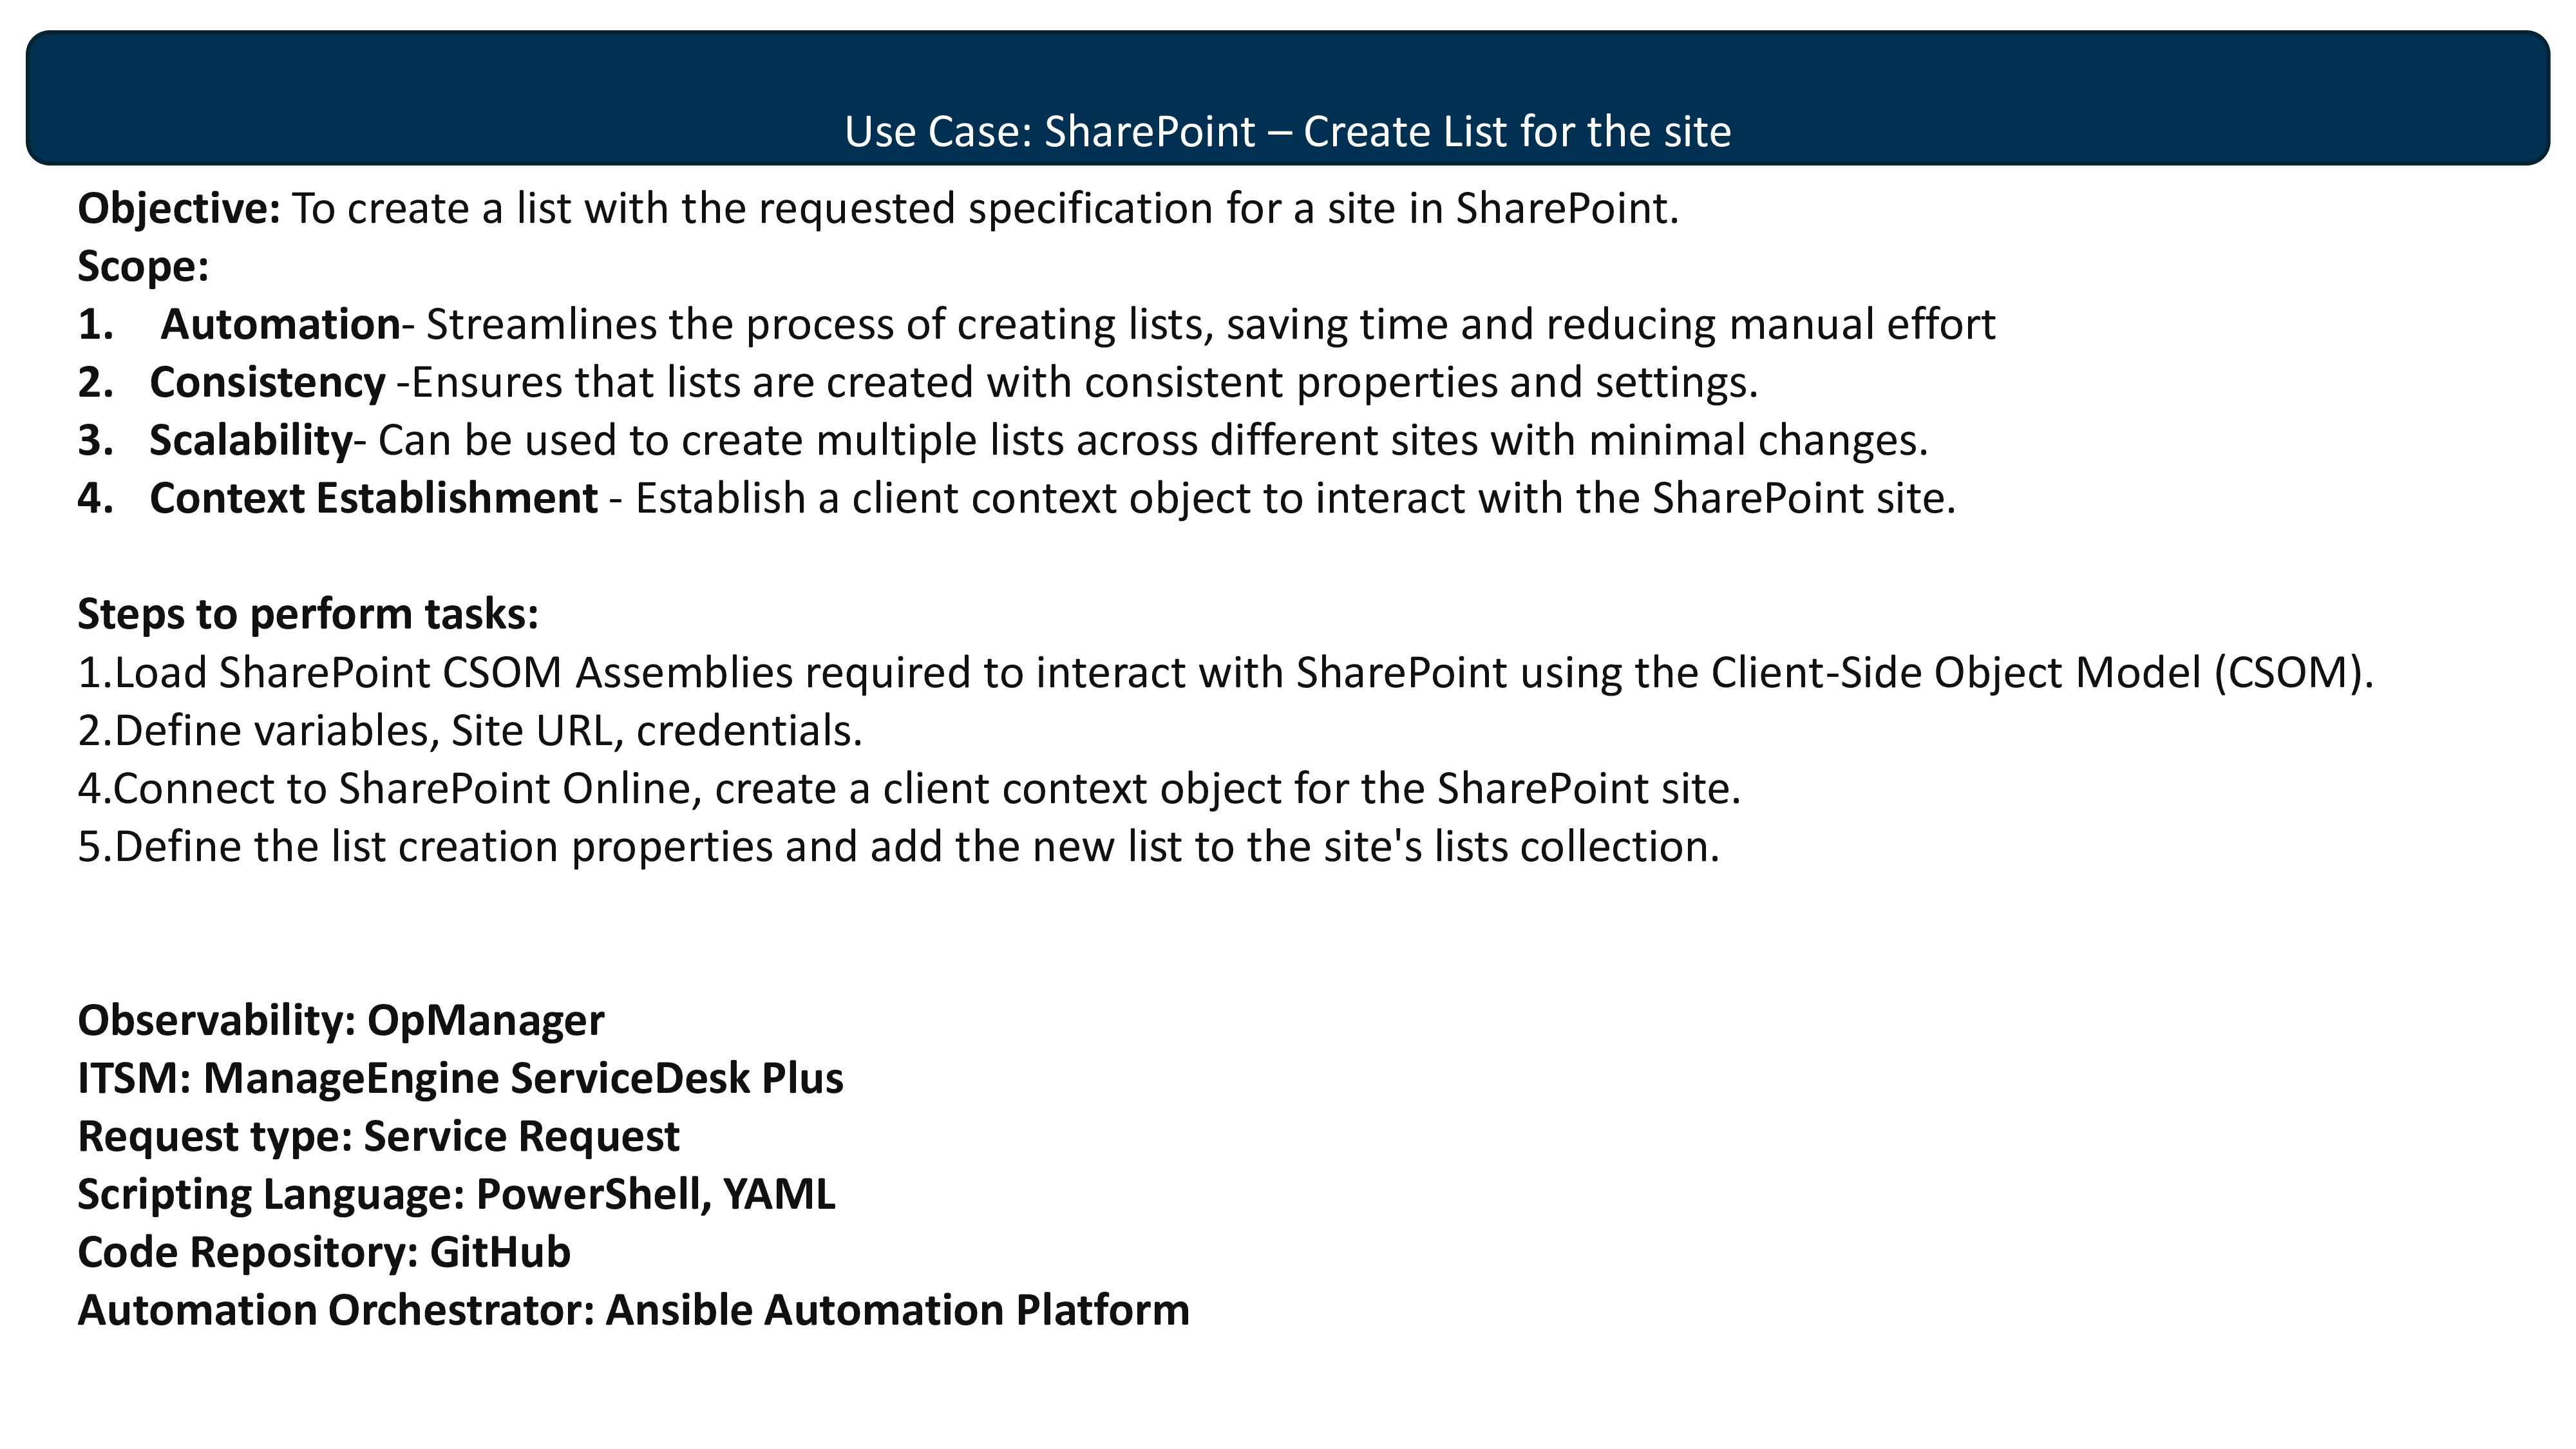 Use Case: SharePoint – Create List for the site
Objective: To create a list with the requested specification for a site in SharePoint.
Scope:
1. Automation- Streamlines the process of creating lists, saving time and reducing manual effort
2. Consistency -Ensures that lists are created with consistent properties and settings.
3. Scalability- Can be used to create multiple lists across different sites with minimal changes.
4. Context Establishment - Establish a client context object to interact with the SharePoint site.
Steps to perform tasks:
1.Load SharePoint CSOM Assemblies required to interact with SharePoint using the Client-Side Object Model (CSOM).
2.Define variables, Site URL, credentials.
4.Connect to SharePoint Online, create a client context object for the SharePoint site.
5.Define the list creation properties and add the new list to the site's lists collection.
Observability: OpManager
ITSM: ManageEngine ServiceDesk Plus
Request type: Service Request
Scripting Language: PowerShell, YAML
Code Repository: GitHub
Automation Orchestrator: Ansible Automation Platform